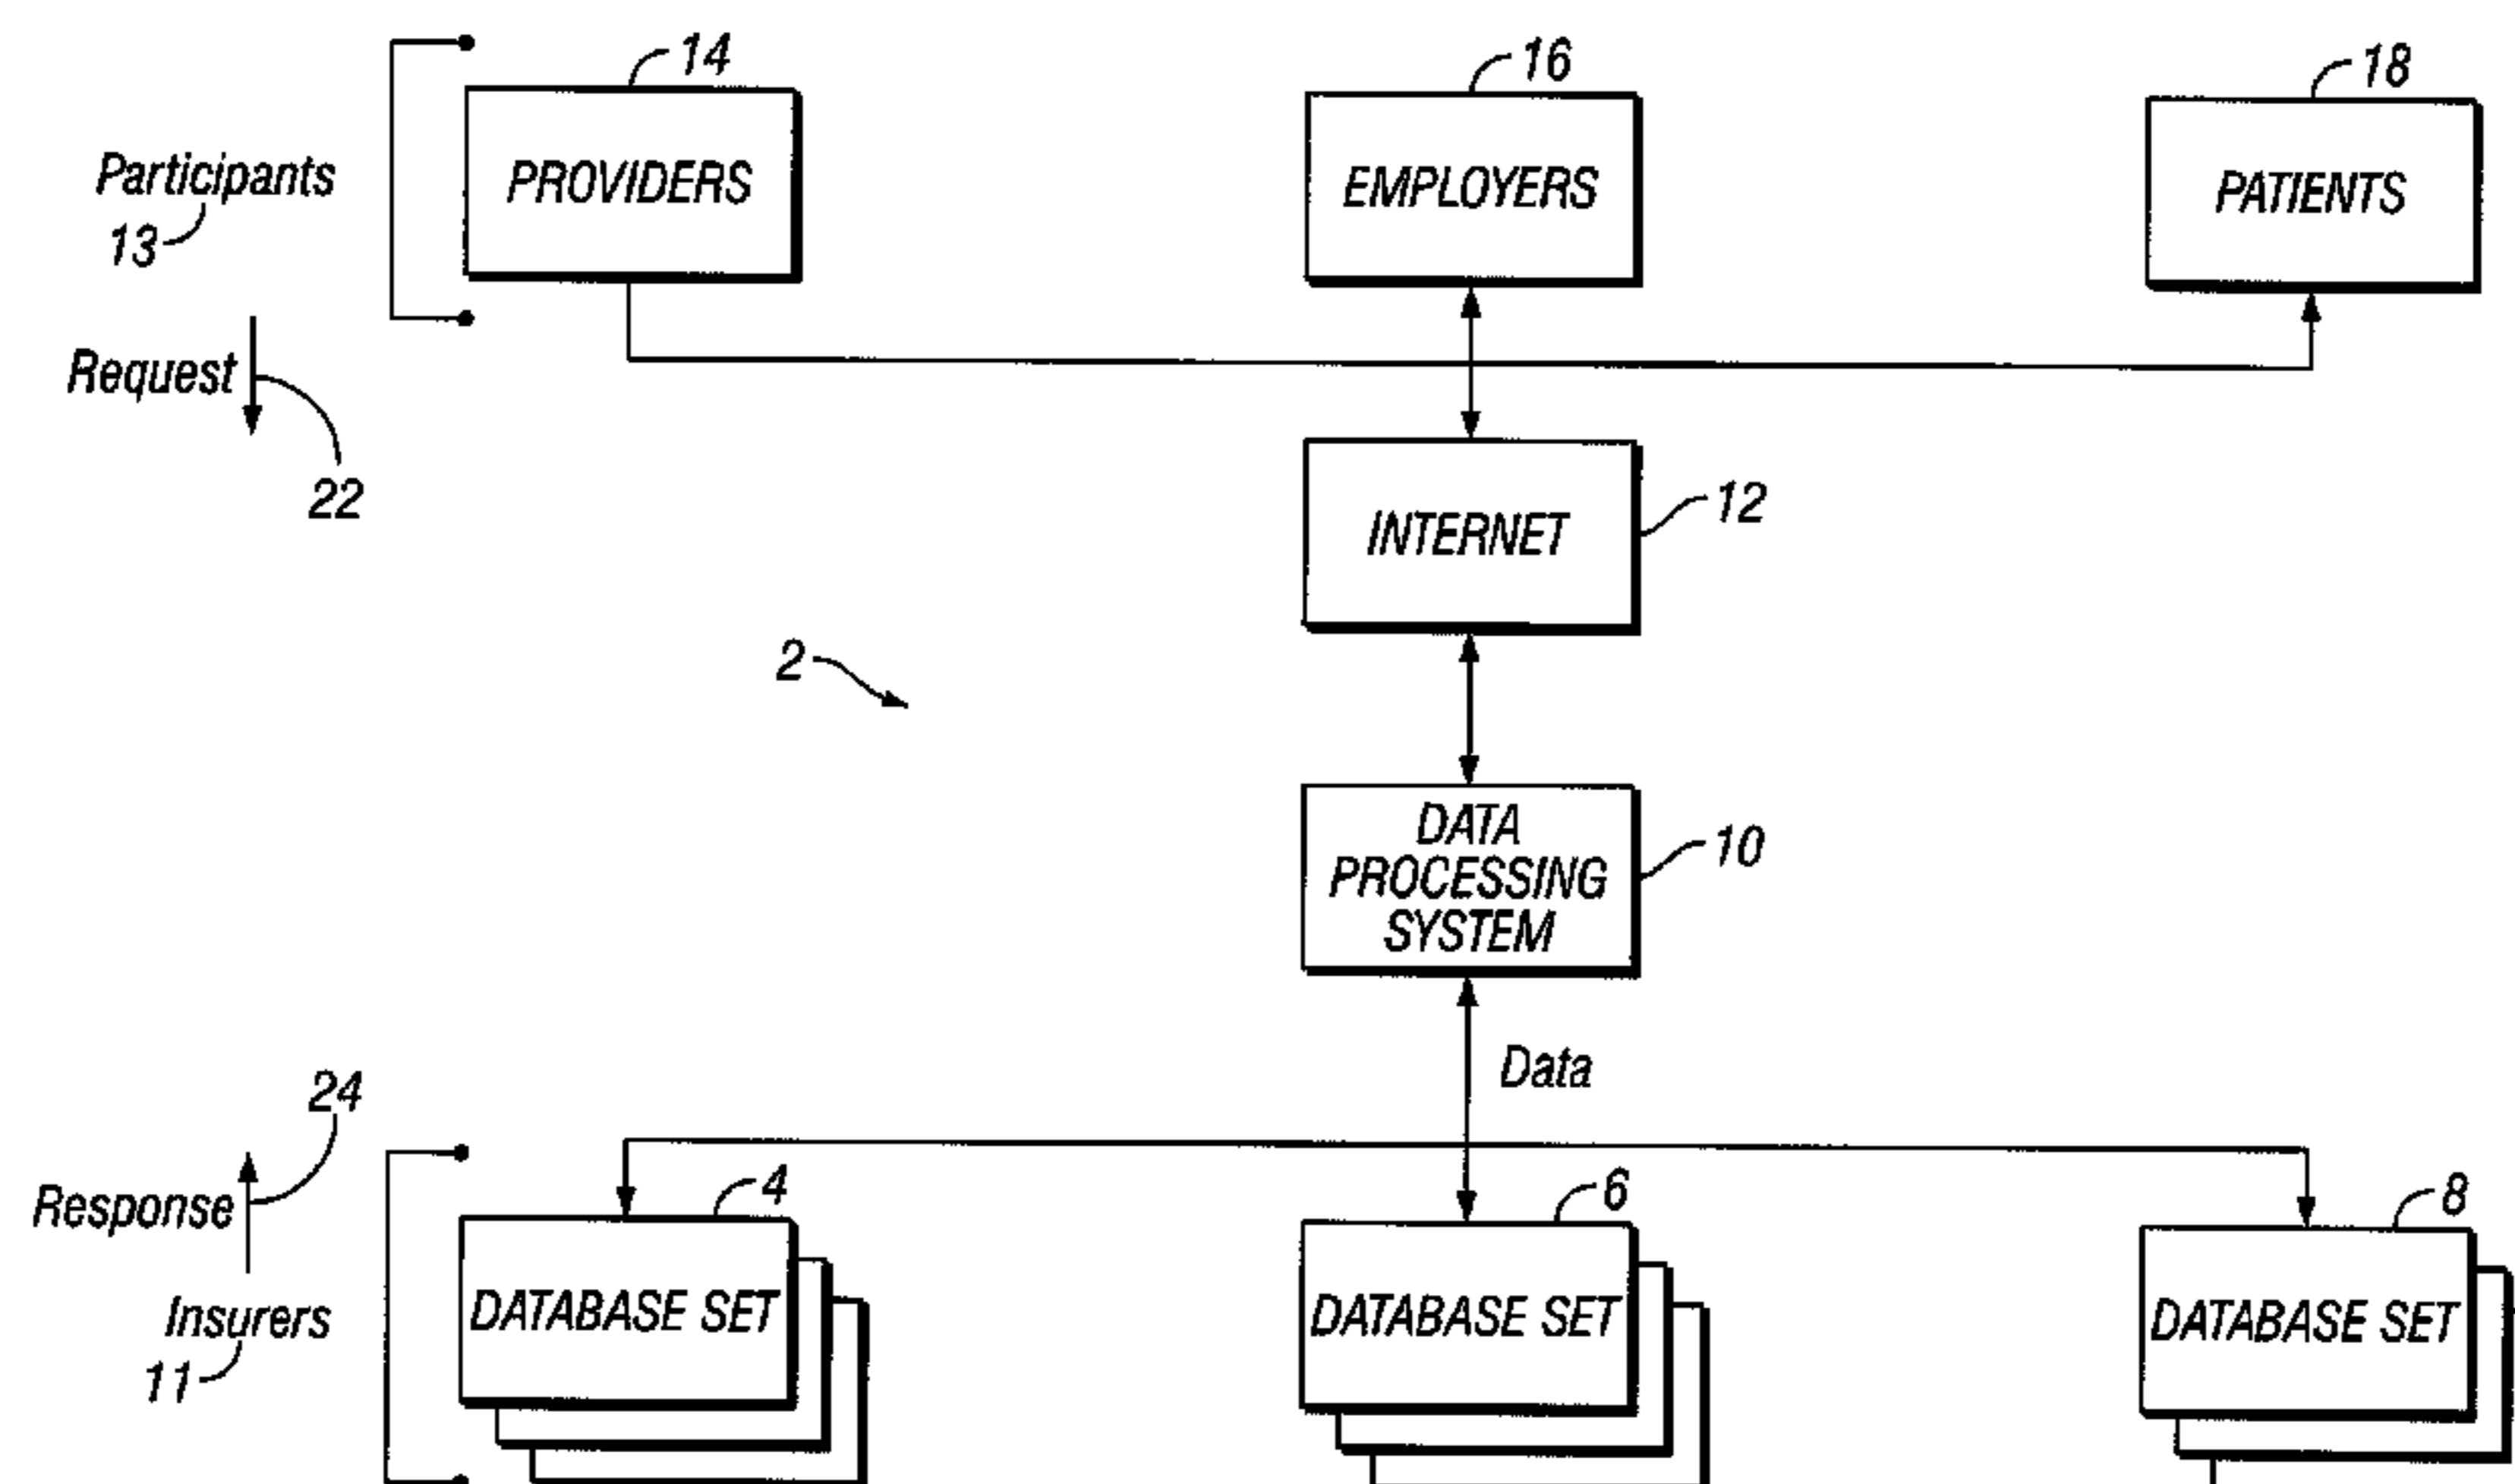 14
16
18
Participants
13
PROVIDERS
EMPLOYERS
PATIENTS
Request
22
INTERNET
12
2
DATA
PROCESSING
SYSTEM
10
Data
24
Response
4
6
8
Insurers
11
DATABASE SET
DATABASE SET
DATABASE SET